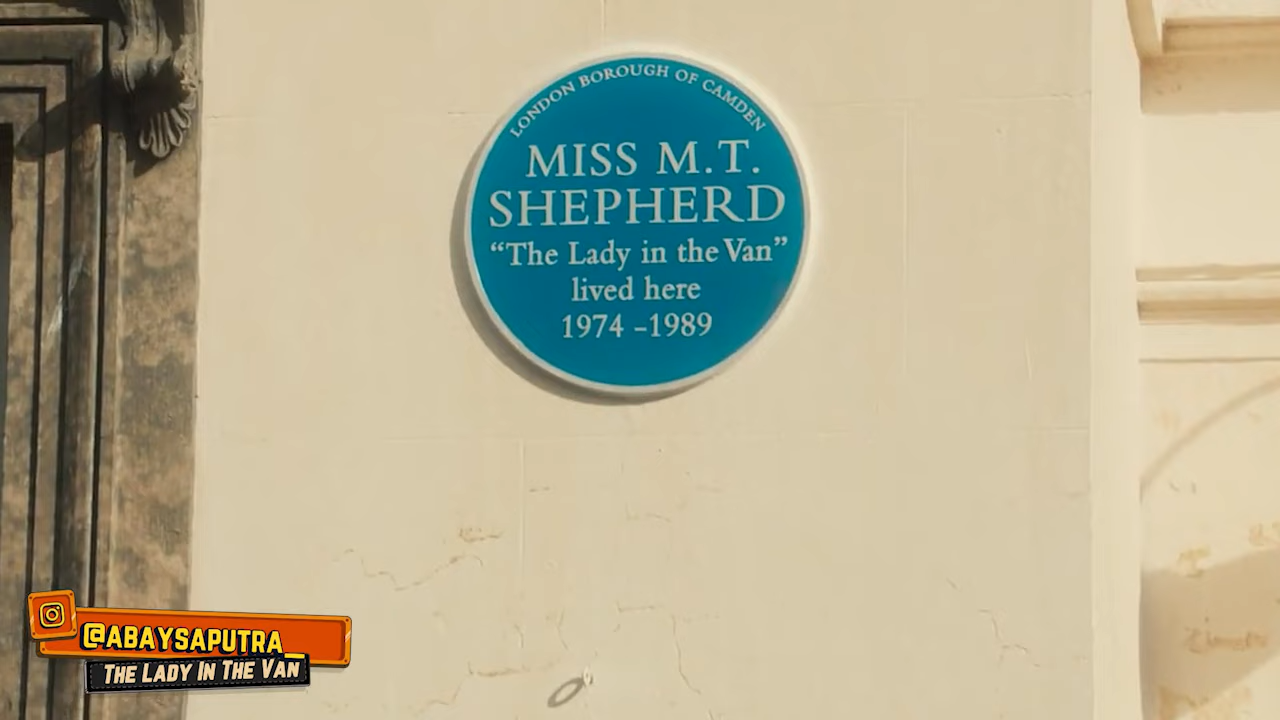 LONDON BOROUGH OF CAMDEN
MISS M.T.
SHEPHERD
“The Lady in the Van”
lived here
1974 –1989
@ABAYSAPUTRA_
THE LADY IN THE VAN